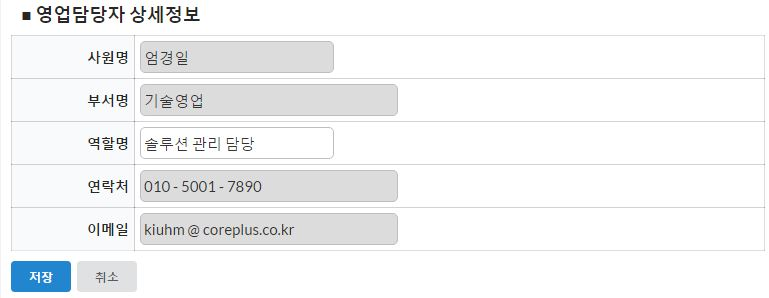 ■ 영업담당자 상세정보
사원명 엄경일
부서명 기술영업
역할명 솔루션 관리 담당
연락처 010 - 5001 - 7890
이메일 kiuhm @ coreplus.co.kr
저장 취소